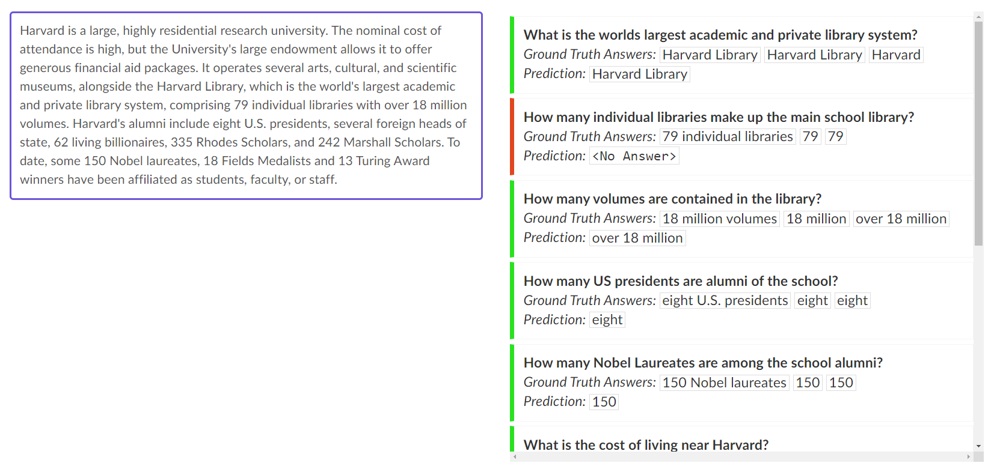 Harvard is a large, highly residential research university. The nominal cost of
attendance is high, but the University's large endowment allows it to offer
generous financial aid packages. It operates several arts, cultural, and scientific
museums, alongside the Harvard Library, which is the world's largest academic
and private library system, comprising 79 individual libraries with over 18 million
volumes. Harvard's alumni include eight U.S. presidents, several foreign heads of
state, 62 living billionaires, 335 Rhodes Scholars, and 242 Marshall Scholars. To
date, some 150 Nobel laureates, 18 Fields Medalists and 13 Turing Award
winners have been affiliated as students, faculty, or staff.
What is the worlds largest academic and private library system?
Ground Truth Answers: Harvard Library Harvard Library Harvard
Prediction: Harvard Library
How many individual libraries make up the main school library?
Ground Truth Answers: 79 individual libraries 79 79
Prediction: <No Answer>
How many volumes are contained in the library?
Ground Truth Answers: 18 million volumes 18 million over 18 million
Prediction: over 18 million
How many US presidents are alumni of the school?
Ground Truth Answers: eight U.S. presidents eight eight
Prediction: eight
How many Nobel Laureates are among the school alumni?
Ground Truth Answers: 150 Nobel laureates 150 150
Prediction: 150
What is the cost of living near Harvard?